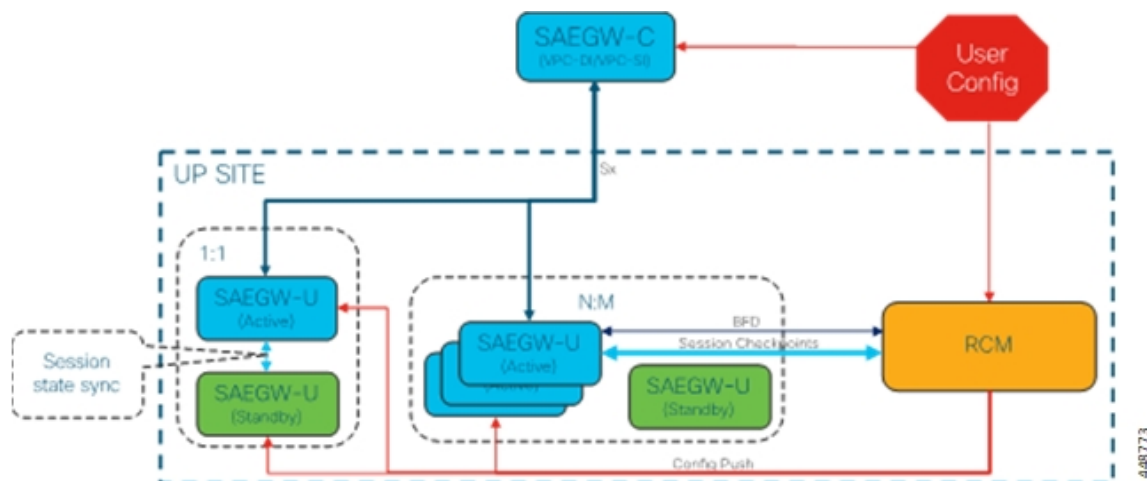 SAEGW-C
(VPC-DI/VPC-SI)
User
Config
UP SITE
Sx
1:1
SAEGW-U
(Active)
Session
state sync
SAEGW-U
(Standby)
N:M
SAEGW-U
(Active)
(Active)
SAEGW-U
(Standby)
BFD
Session Checkpoints
RCM
Config Push
448773